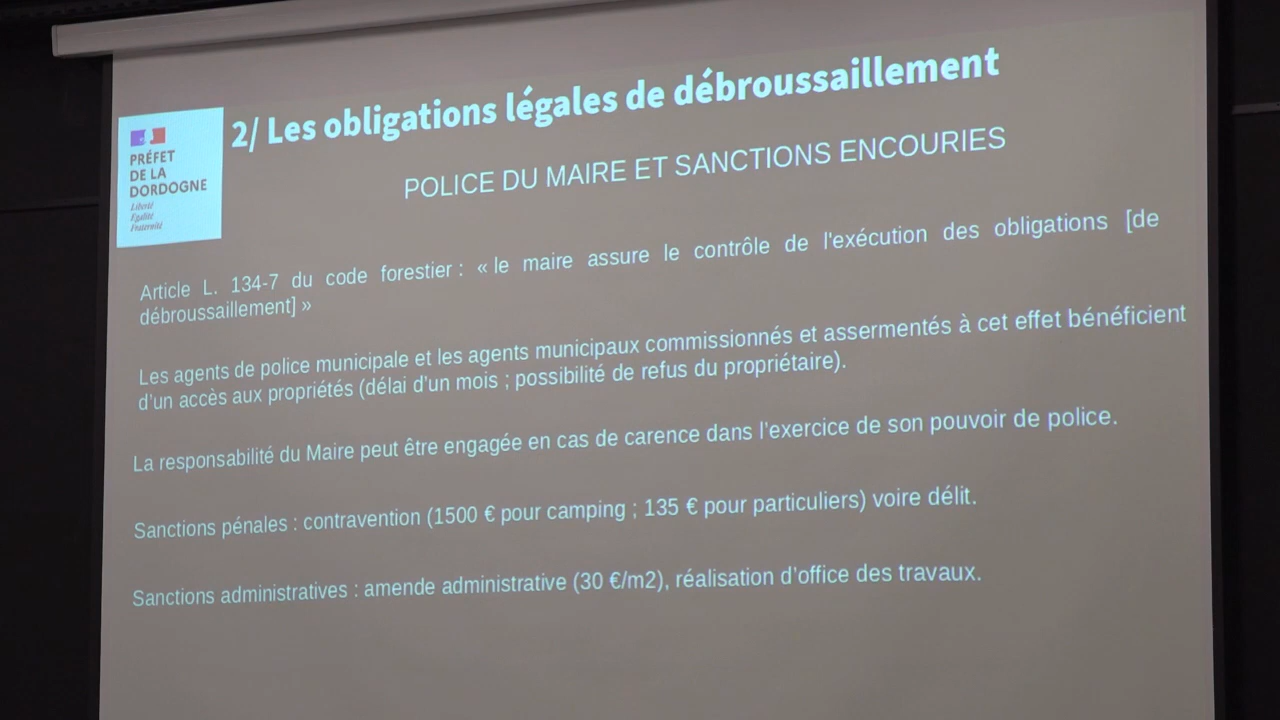 2/ Les obligations légales de débroussaillement
PRÉFET
DE LA
DORDOGNE
Liberté
Égalité
Fraternité
POLICE DU MAIRE ET SANCTIONS ENCOURIES
Article L. 134-7 du code forestier : « le maire assure le contrôle de l'exécution des obligations [de
débroussaillement] »
Les agents de police municipale et les agents municipaux commissionnés et assermentés à cet effet bénéficient
d'un accès aux propriétés (délai d'un mois ; possibilité de refus du propriétaire).
La responsabilité du Maire peut être engagée en cas de carence dans l'exercice de son pouvoir de police.
Sanctions pénales : contravention (1500 € pour camping ; 135 € pour particuliers) voire délit.
Sanctions administratives : amende administrative (30 €/m2), réalisation d'office des travaux.